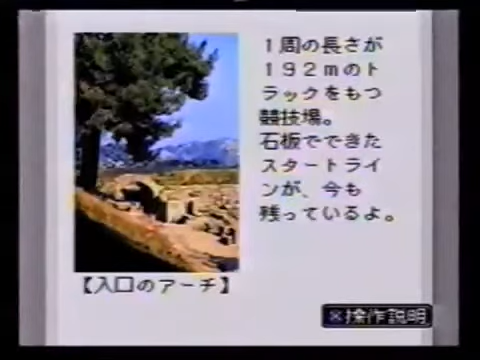 1周の長さが
192mのト
ラックをもつ
競技場。
石板でできた
スタートライ
ンが、今も
残っているよ。
【入口のアーチ】
※操作説明